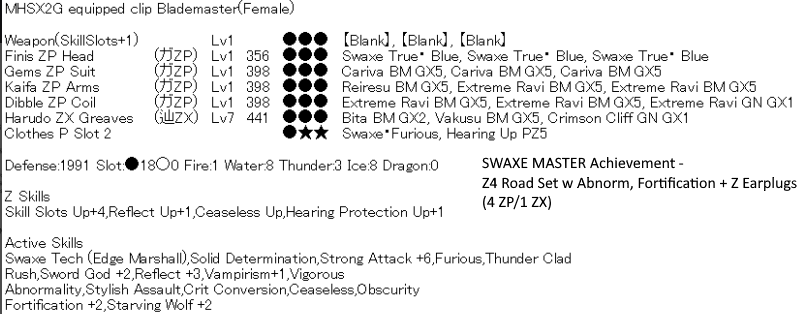 MHSX2G equipped clip Blademaster(Female)
Weapon(SkillSlots+1) Lv1 ●●● 【Blank】, 【Blank】, 【Blank】
Finis ZP Head (ガZP) Lv1 356 ●●● Swaxe True・Blue, Swaxe True・Blue, Swaxe True・Blue
Gems ZP Suit (ガZP) Lv1 398 ●●● Cariva BM GX5, Cariva BM GX5, Cariva BM GX5
Kaifa ZP Arms (ガZP) Lv1 398 ●●● Reiresu BM GX5, Extreme Ravi BM GX5, Extreme Ravi BM GX5
Dibble ZP Coil (ガZP) Lv1 398 ●●● Extreme Ravi BM GX5, Extreme Ravi BM GX5, Extreme Ravi GN GX1
Harudo ZX Greaves (辿ZX) Lv7 441 ●●● Bita BM GX2, Vakusu BM GX5, Crimson Cliff GN GX1
Clothes P Slot 2 ●★★ Swaxe・Furious, Hearing Up PZ5
Defense:1991 Slot:●18○0 Fire:1 Water:8 Thunder:3 Ice:8 Dragon:0
SWAXE MASTER Achievement -
Z4 Road Set w Abnorm, Fortification + Z Earplugs
(4 ZP/1 ZX)
Z Skills
Skill Slots Up+4,Reflect Up+1,Ceaseless Up,Hearing Protection Up+1
Active Skills
Swaxe Tech (Edge Marshall),Solid Determination,Strong Attack +6,Furious,Thunder Clad
Rush,Sword God +2,Reflect +3,Vampirism+1,Vigorous
Abnormality,Stylish Assault,Crit Conversion,Ceaseless,Obscurity
Fortification +2,Starving Wolf +2